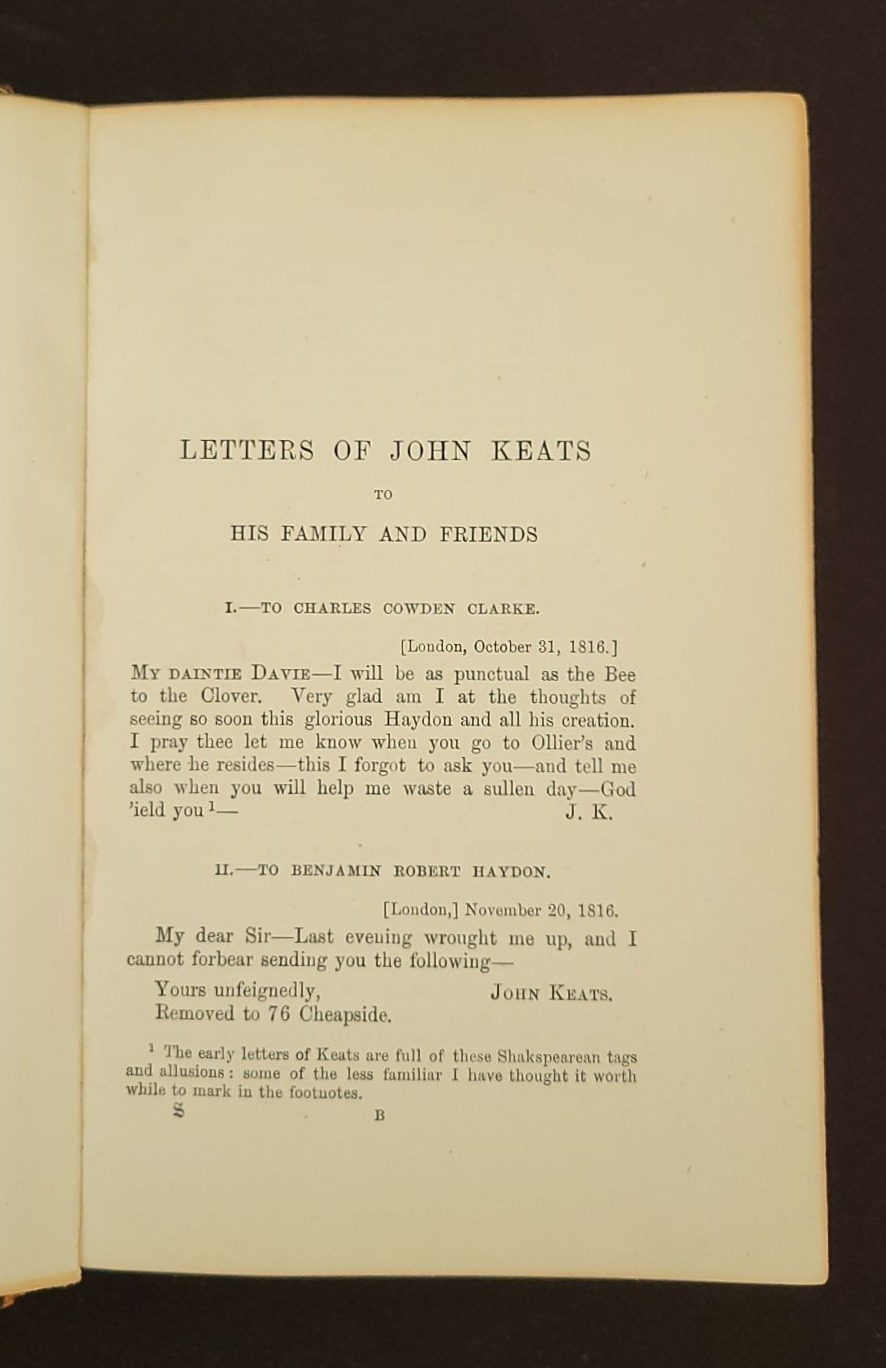 LETTERS OF JOHN KEATS
TO
HIS FAMILY AND FRIENDS
I.—TO CHARLES COWDEN CLARKE.
[London, October 31, 1816.]
MY DAINTIE DAVIE—I will be as punctual as the Bee
to the Clover. Very glad am I at the thoughts of
seeing so soon this glorious Haydon and all his creation.
I pray thee let me know when you go to Ollier's and
where he resides—this I forgot to ask you—and tell me
also when you will help me waste a sullen day—God
'ield you ¹— J. K.
II.—TO BENJAMIN ROBERT HAYDON.
[London,] November 20, 1816.
My dear Sir—Last evening wrought me up, and I
cannot forbear sending you the following—
Yours unfeignedly, JOHN KEATS.
Removed to 76 Cheapside.
¹ The early letters of Keats are full of these Shakspearean tags
and allusions: some of the less familiar I have thought it worth
while to mark in the footnotes.
S B